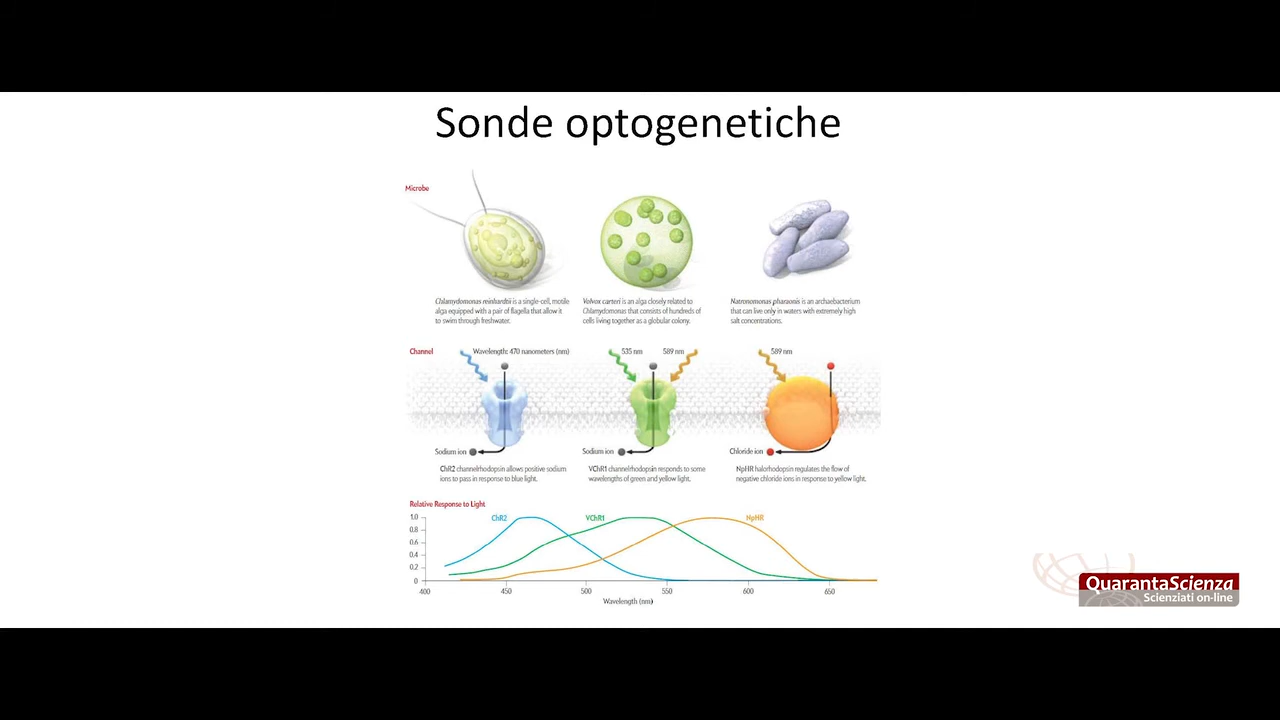 Sonde optogenetiche
Microbe
Chlamydomonas reinhardtii is a single-cell, motile
alga equipped with a pair of flagella that allow it
to swim through freshwater.
Volvox carteri is an alga closely related to
Chlamydomonas that consists of hundreds of
cells living together as a globular colony.
Natronomonas pharaonis is an archaebacterium
that can live only in waters with extremely high
salt concentrations.
Channel
Wavelength: 470 nanometers (nm)
535 nm
589 nm
589 nm
Sodium ion
Sodium ion
Chloride ion
ChR2 channelrhodopsin allows positive sodium
ions to pass in response to blue light.
VChR1 channelrhodopsin responds to some
wavelengths of green and yellow light.
NpHR halorhodopsin regulates the flow of
negative chloride ions in response to yellow light.
Relative Response to Light
1.0
0.8
0.6
0.4
0.2
0
ChR2
VChR1
NpHR
400
450
500
550
600
650
Wavelength (nm)
QuarantaScienza
Scienziati on-line